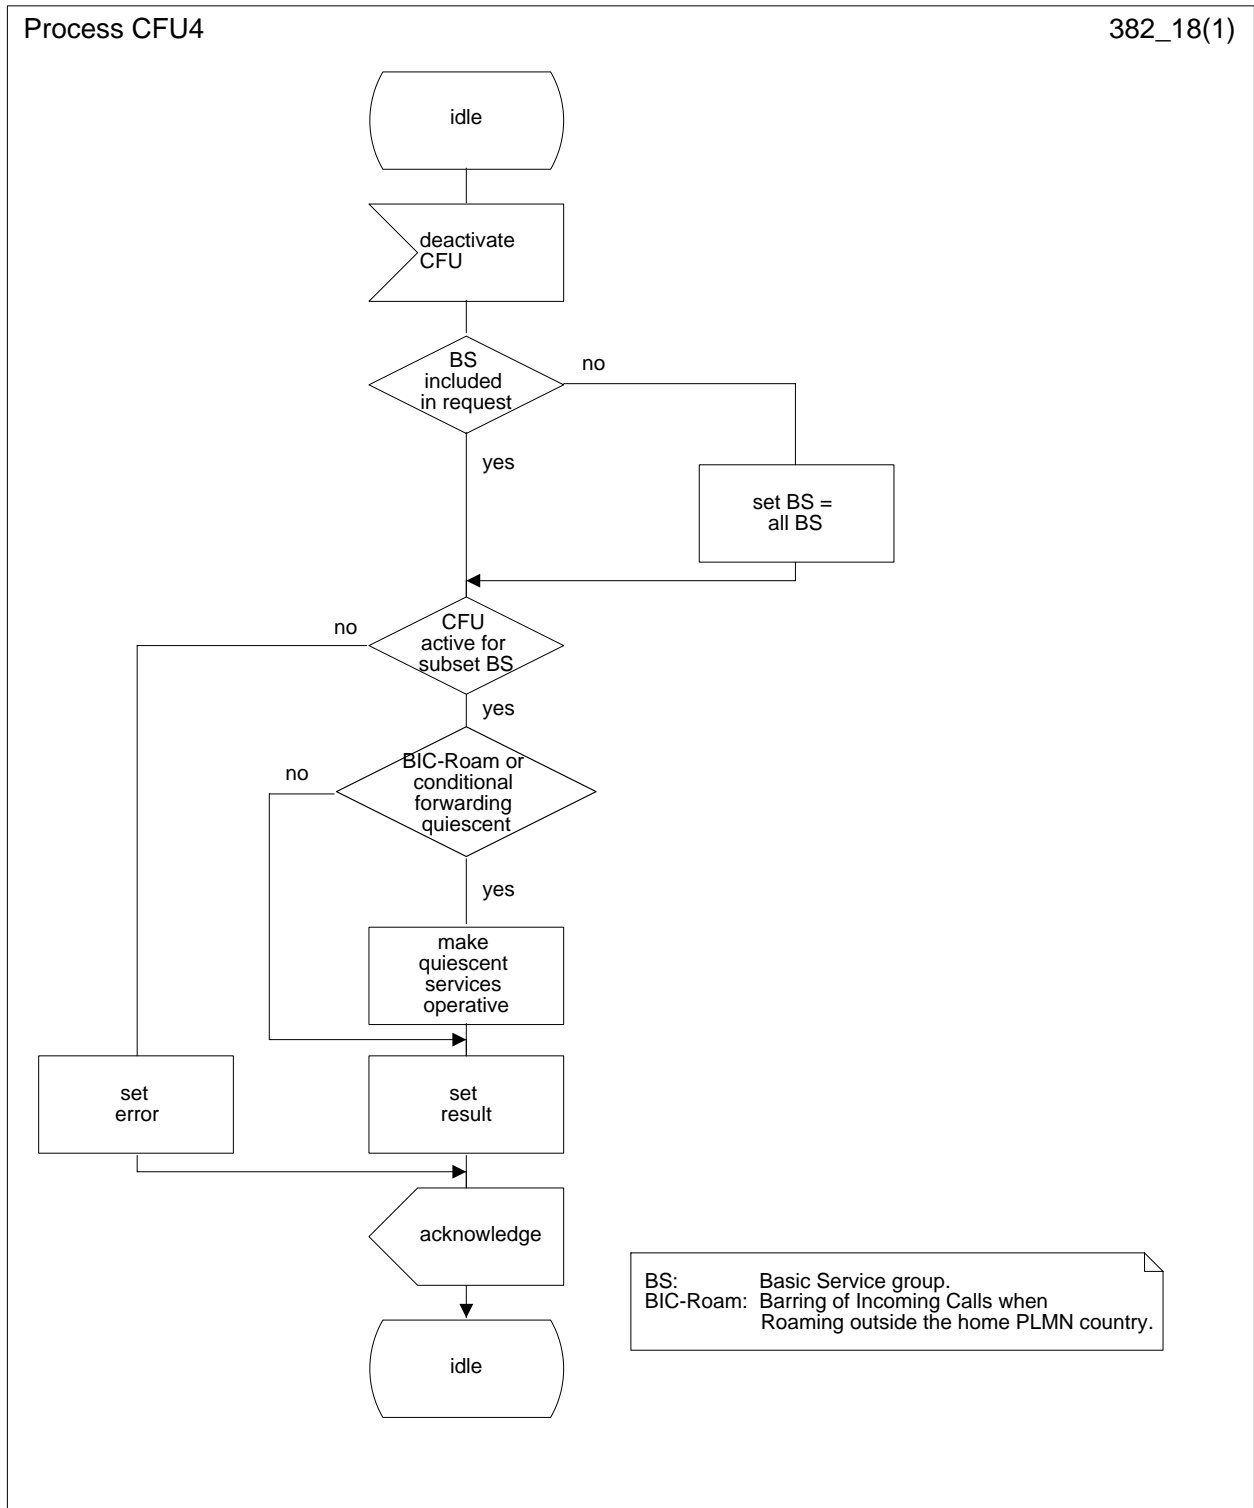 Process CFU4
382_18(1)
idle
deactivate
CFU
BS
included
in request
no
yes
set BS =
all BS
CFU
active for
subset BS
no
yes
BIC-Roam or
conditional
forwarding
quiescent
no
yes
make
quiescent
services
operative
set
error
set
result
acknowledge
BS: Basic Service group.
BIC-Roam: Barring of Incoming Calls when
Roaming outside the home PLMN country.
idle